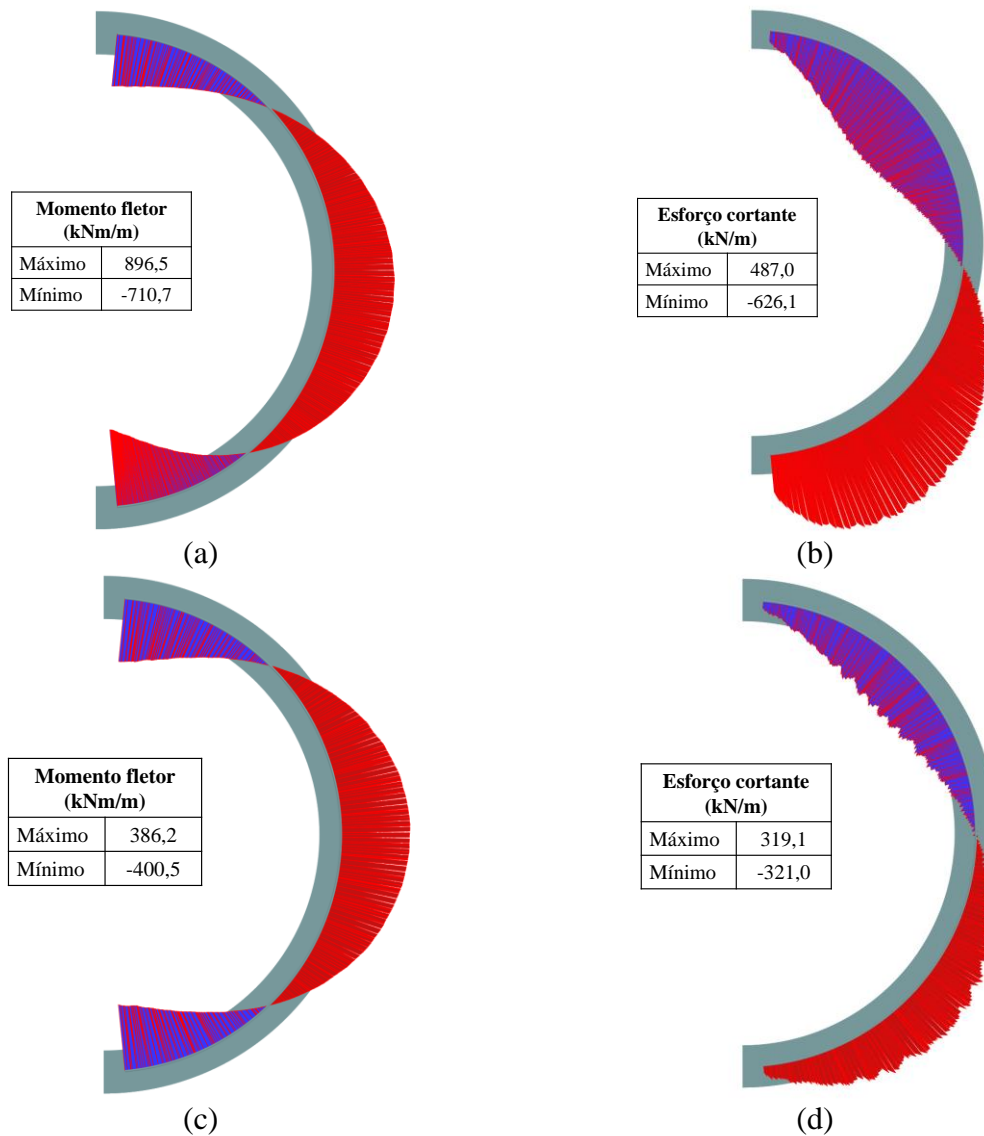 Momento fletor
(kNm/m)
Máximo 896,5
Mínimo -710,7
Esforço cortante
(kN/m)
Máximo 487,0
Mínimo -626,1
(a)
(b)
Momento fletor
(kNm/m)
Máximo 386,2
Mínimo -400,5
Esforço cortante
(kN/m)
Máximo 319,1
Mínimo -321,0
(c)
(d)